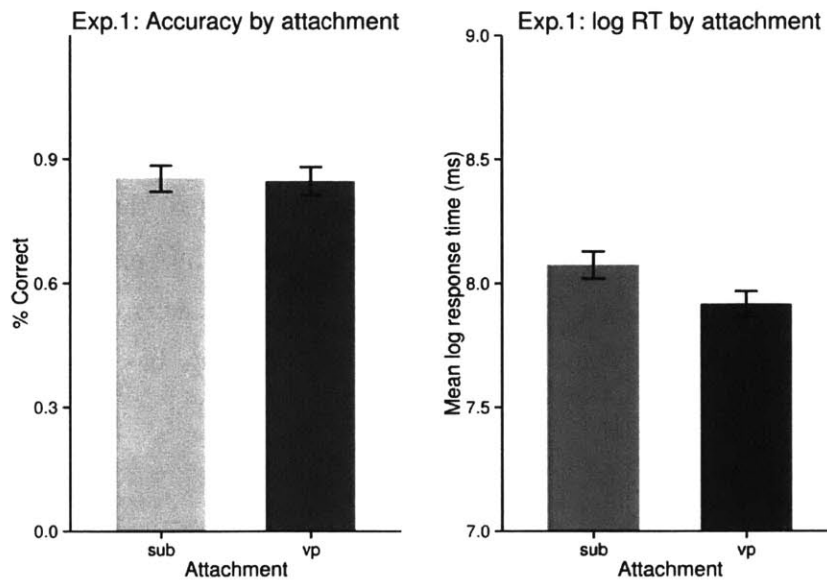 Exp.1: Accuracy by attachment
% Correct
0.9
0.6
0.3
0.0
sub
vp
Attachment
Exp.1: log RT by attachment
Mean log response time (ms)
9.0
8.5
8.0
7.5
7.0
sub
vp
Attachment